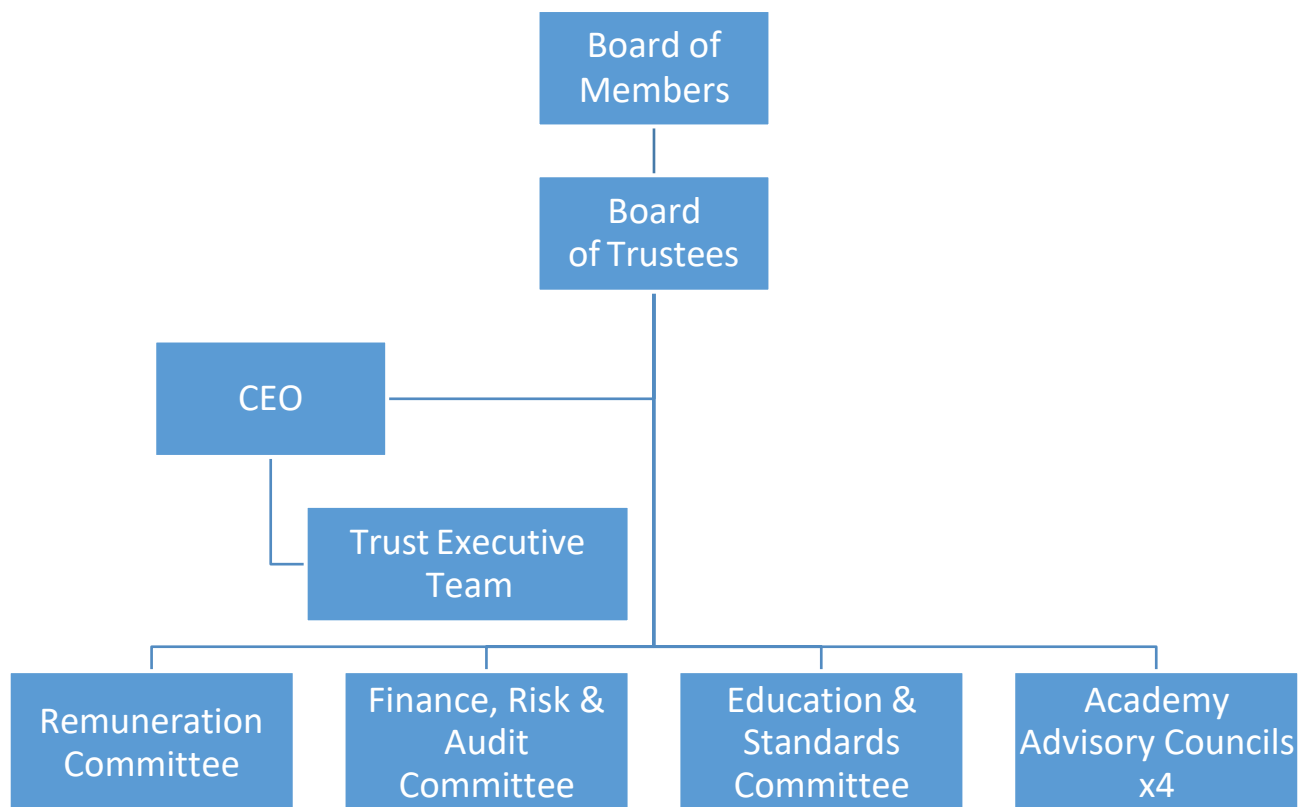 Board of
Members
Board
of Trustees
CEO
Trust Executive
Team
Remuneration
Committee
Finance, Risk &
Audit
Committee
Education &
Standards
Committee
Academy
Advisory Councils
x4